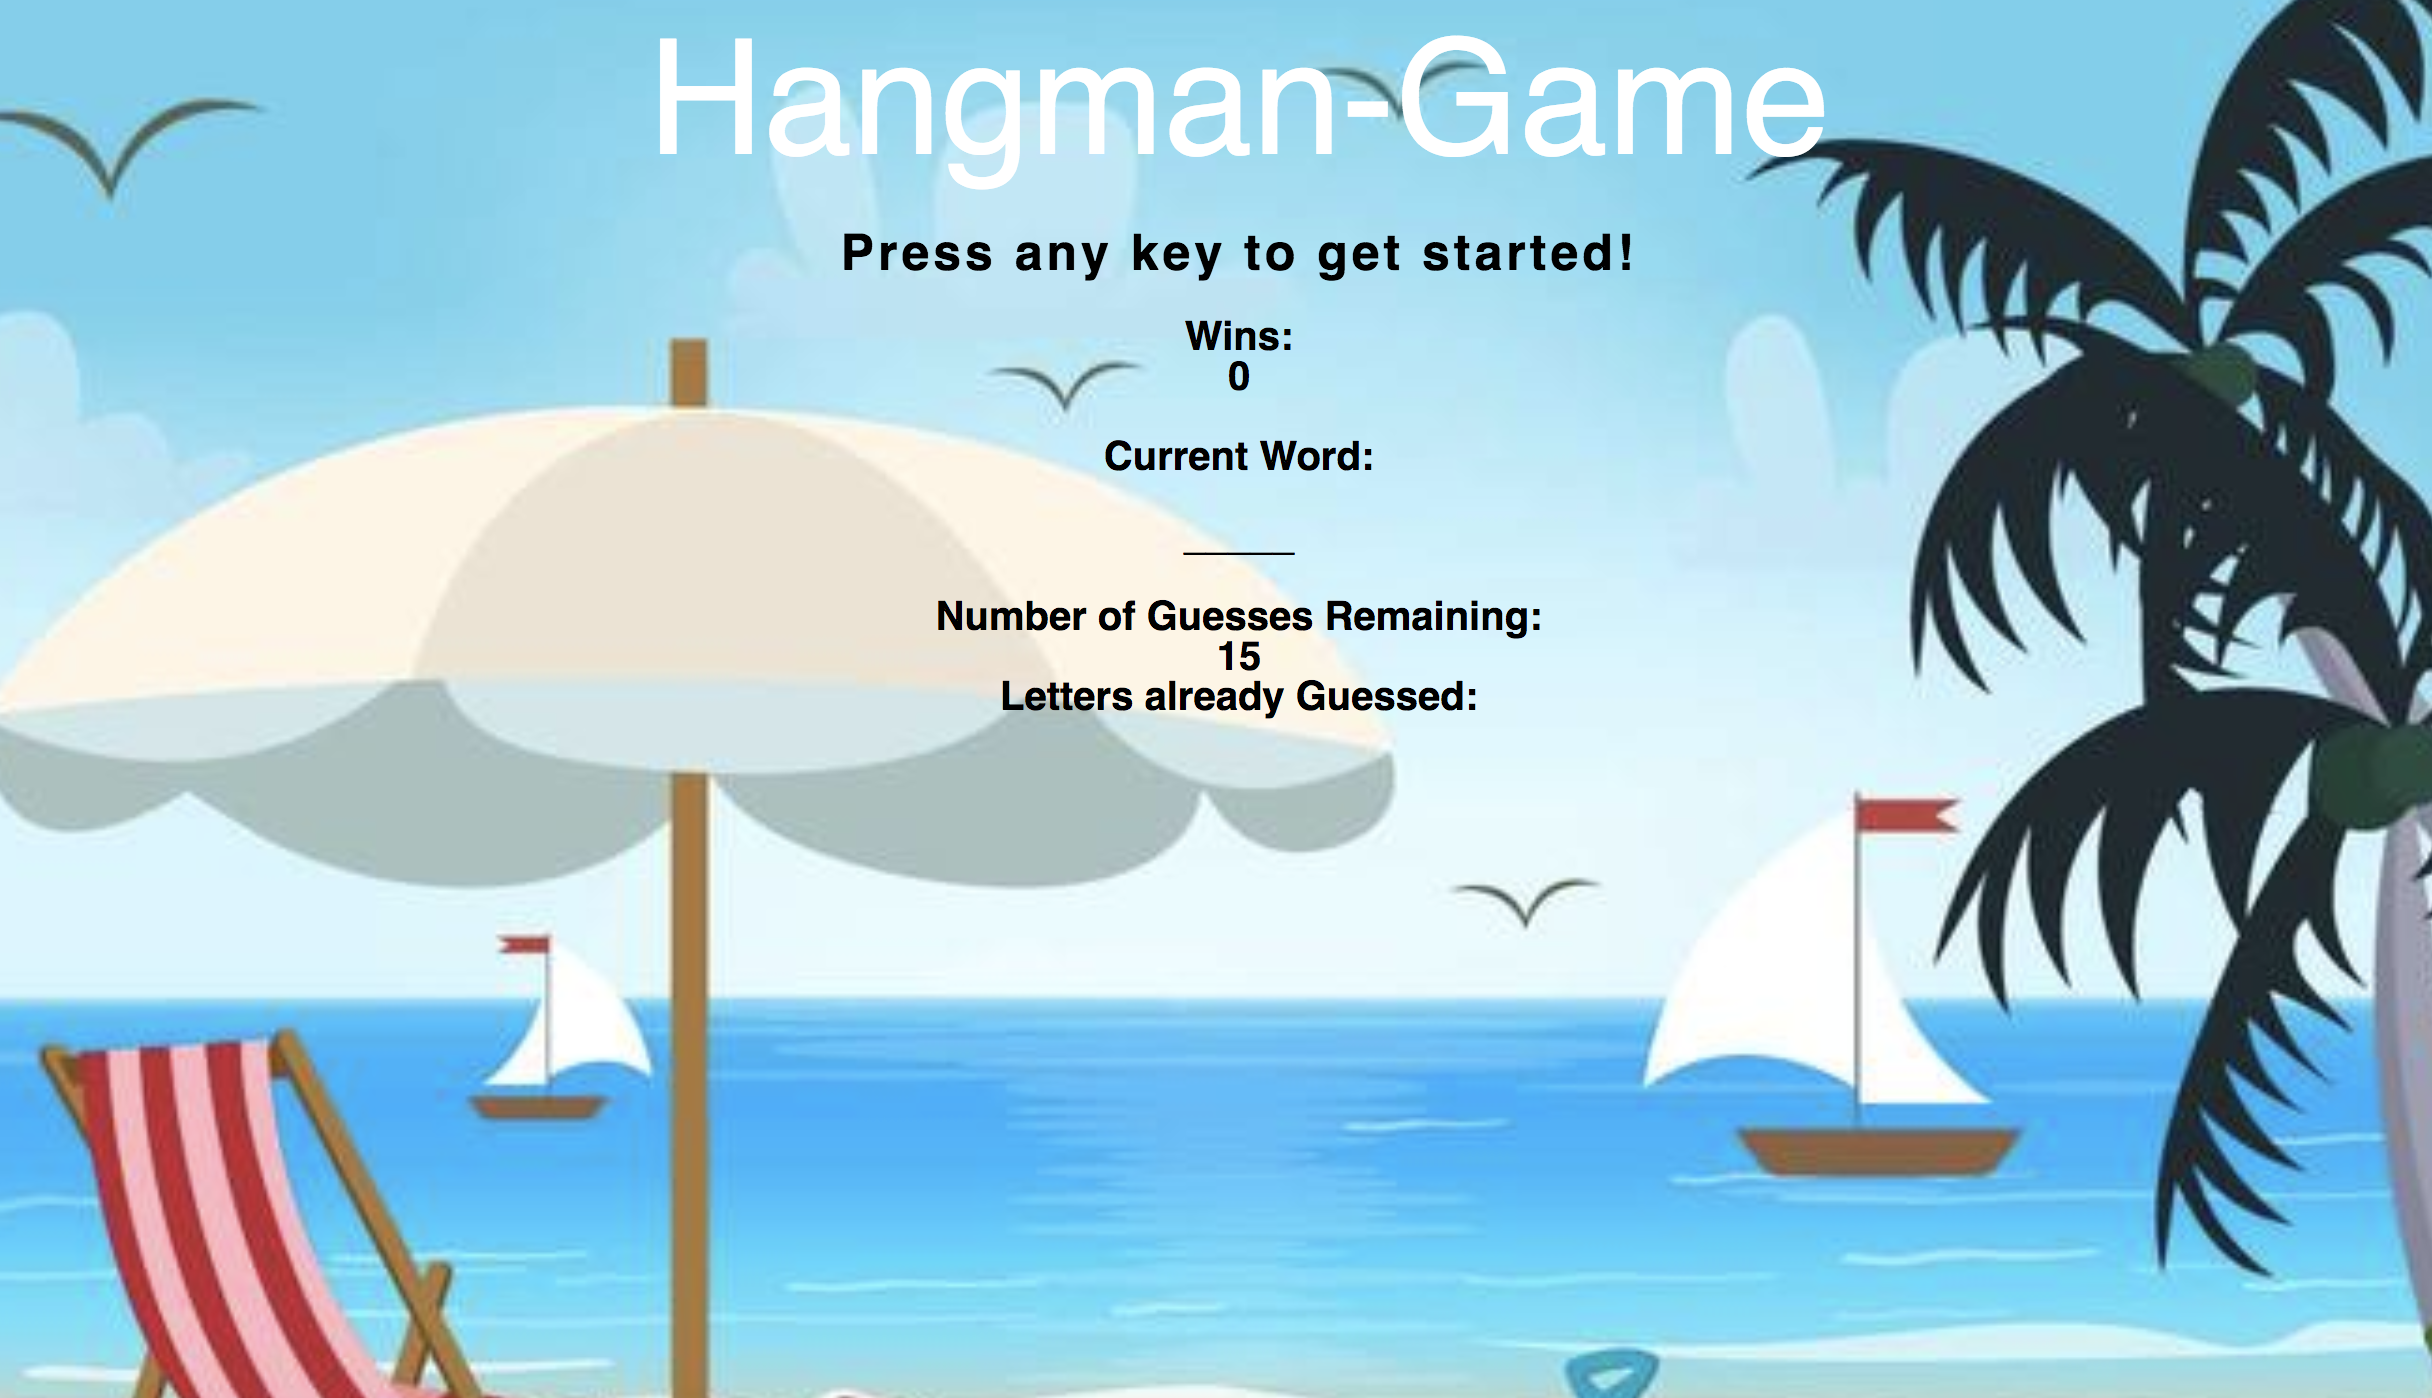 Hangman-Game
Press any key to get started!
Wins:
0
Current Word:
_____
Number of Guesses Remaining:
15
Letters already Guessed: